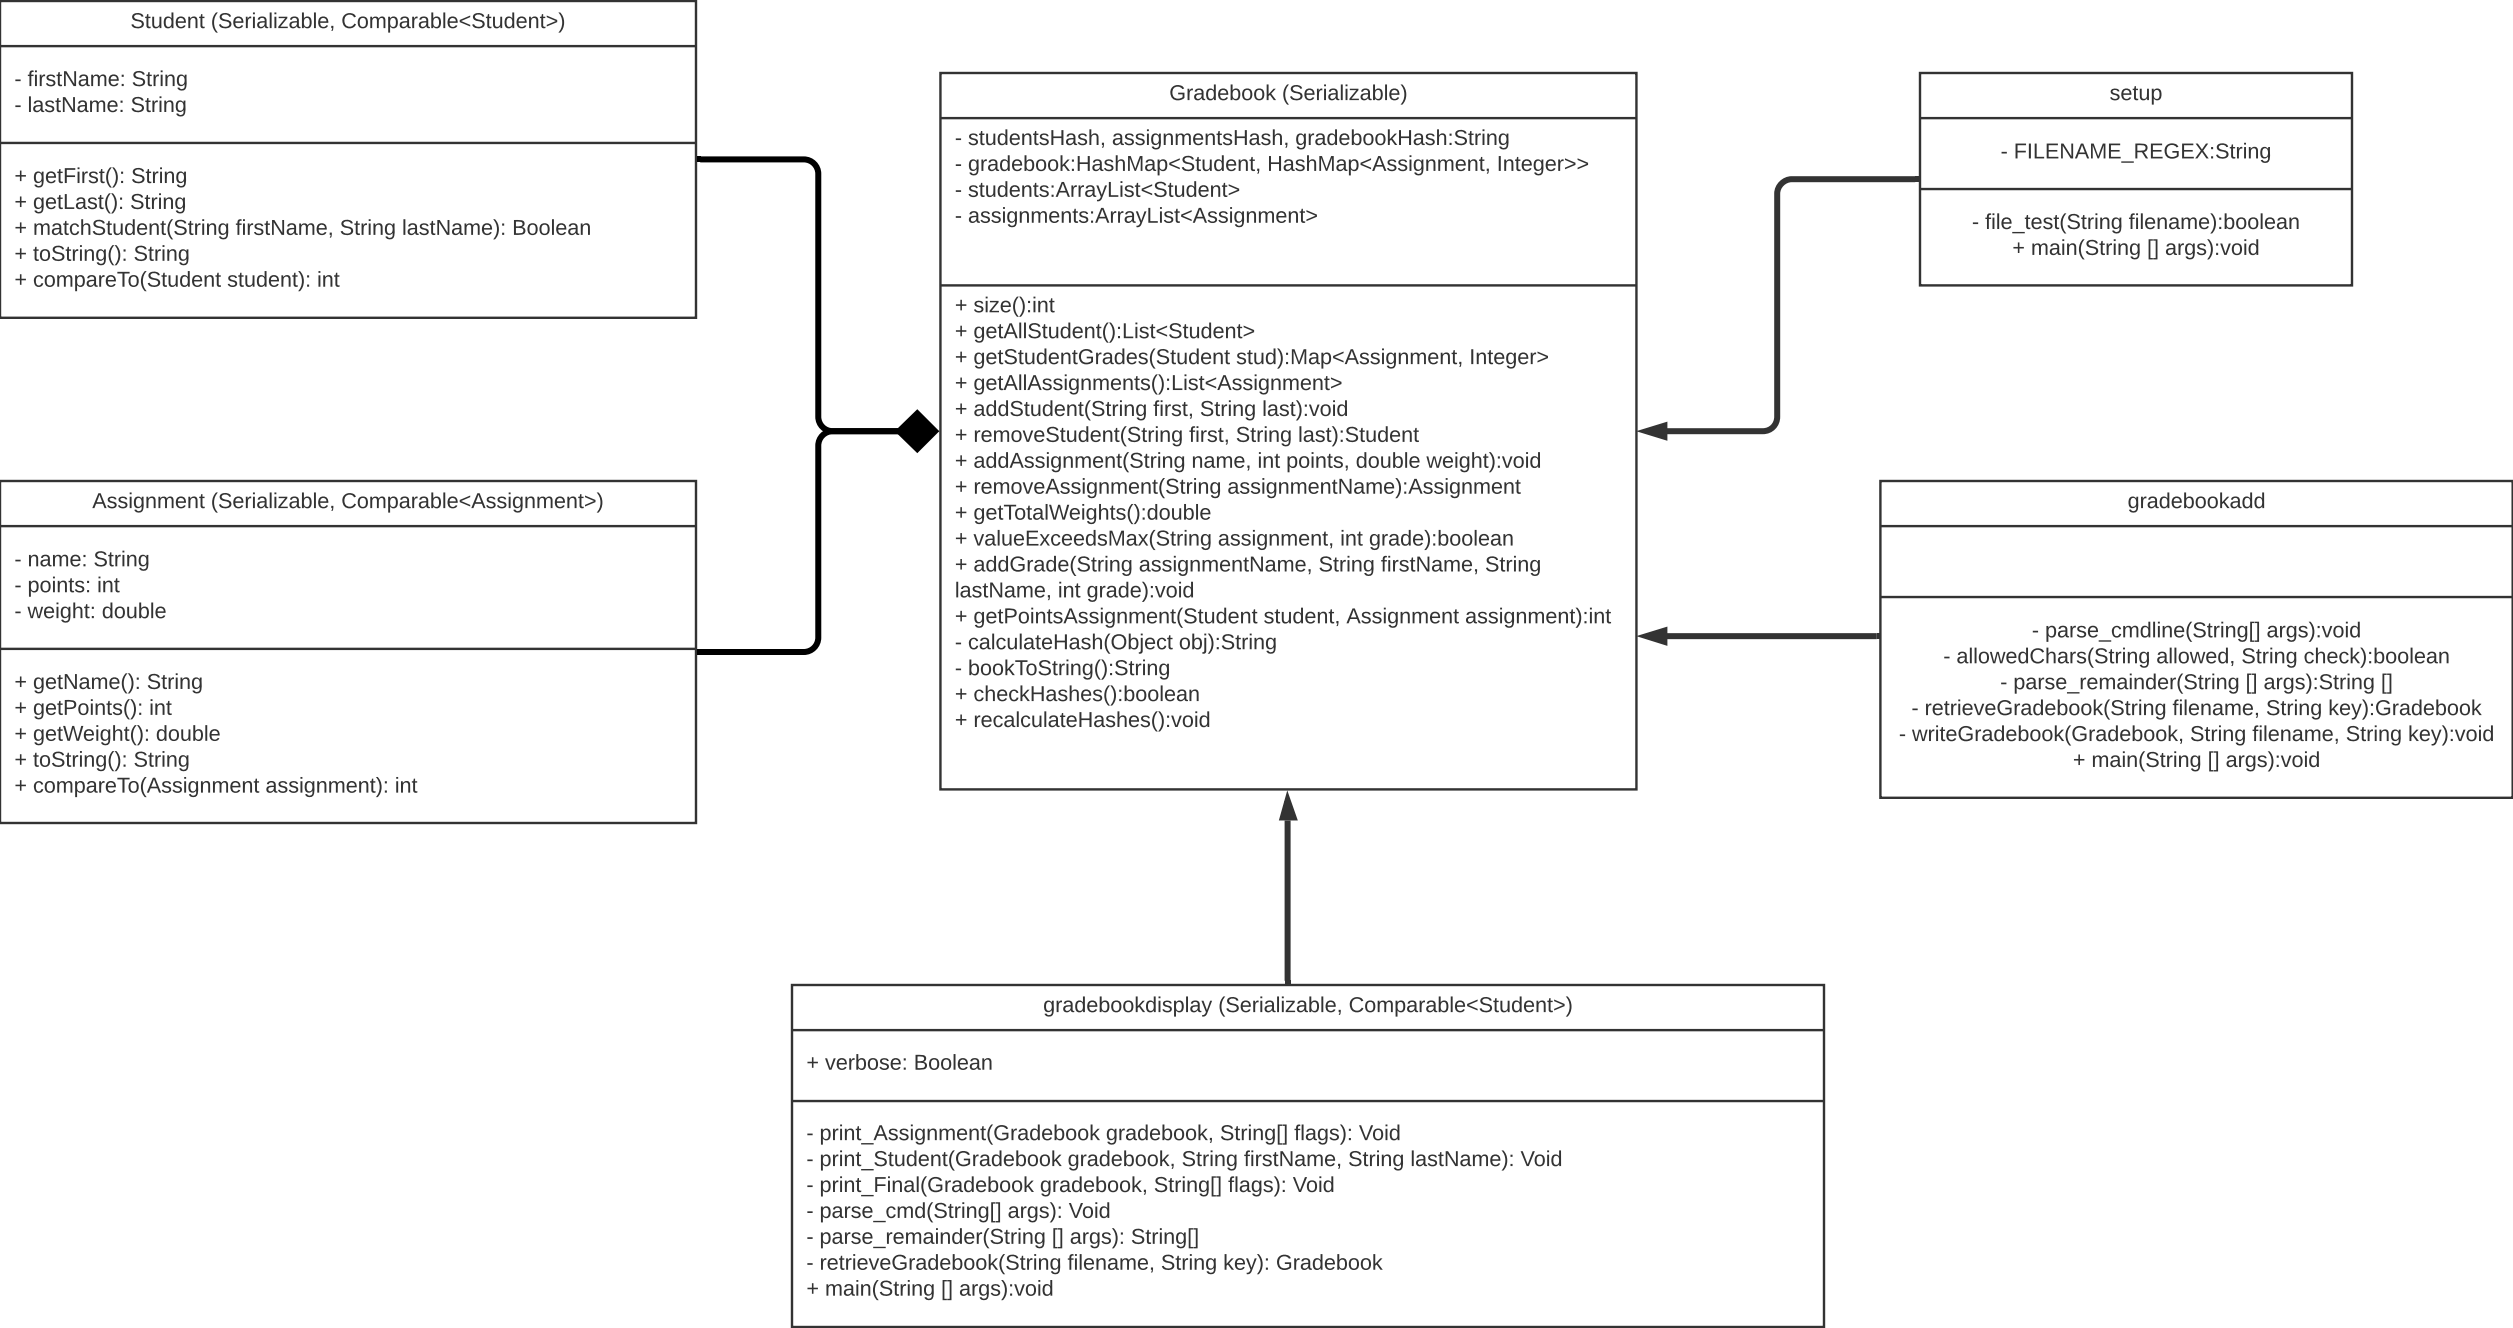 Student (Serializable, Comparable<Student>)
- firstName: String
- lastName: String
+ getFirst(): String
+ getLast(): String
+ matchStudent(String firstName, String lastName): Boolean
+ toString(): String
+ compareTo(Student student): int
Assignment (Serializable, Comparable<Assignment>)
- name: String
- points: int
- weight: double
+ getName(): String
+ getPoints(): int
+ getWeight(): double
+ toString(): String
+ compareTo(Assignment assignment): int
Gradebook (Serializable)
- studentsHash, assignmentsHash, gradebookHash:String
- gradebook:HashMap<Student, HashMap<Assignment, Integer>>
- students:ArrayList<Student>
- assignments:ArrayList<Assignment>
+ size():int
+ getAllStudent():List<Student>
+ getStudentGrades(Student stud):Map<Assignment, Integer>
+ getAllAssignments():List<Assignment>
+ addStudent(String first, String last):void
+ removeStudent(String first, String last):Student
+ addAssignment(String name, int points, double weight):void
+ removeAssignment(String assignmentName):Assignment
+ getTotalWeights():double
+ valueExceedsMax(String assignment, int grade):boolean
+ addGrade(String assignmentName, String firstName, String
lastName, int grade):void
+ getPointsAssignment(Student student, Assignment assignment):int
- calculateHash(Object obj):String
- bookToString():String
+ checkHashes():boolean
+ recalculateHashes():void
setup
- FILENAME_REGEX:String
- file_test(String filename):boolean
+ main(String [] args):void
gradebookadd
- parse_cmdline(String[] args):void
- allowedChars(String allowed, String check):boolean
- parse_remainder(String [] args):String []
- retrieveGradebook(String filename, String key):Gradebook
- writeGradebook(Gradebook, String filename, String key):void
+ main(String [] args):void
gradebookdisplay (Serializable, Comparable<Student>)
+ verbose: Boolean
- print_Assignment(Gradebook gradebook, String[] flags): Void
- print_Student(Gradebook gradebook, String firstName, String lastName): Void
- print_Final(Gradebook gradebook, String[] flags): Void
- parse_cmd(String[] args): Void
- parse_remainder(String [] args): String[]
- retrieveGradebook(String filename, String key): Gradebook
+ main(String [] args):void